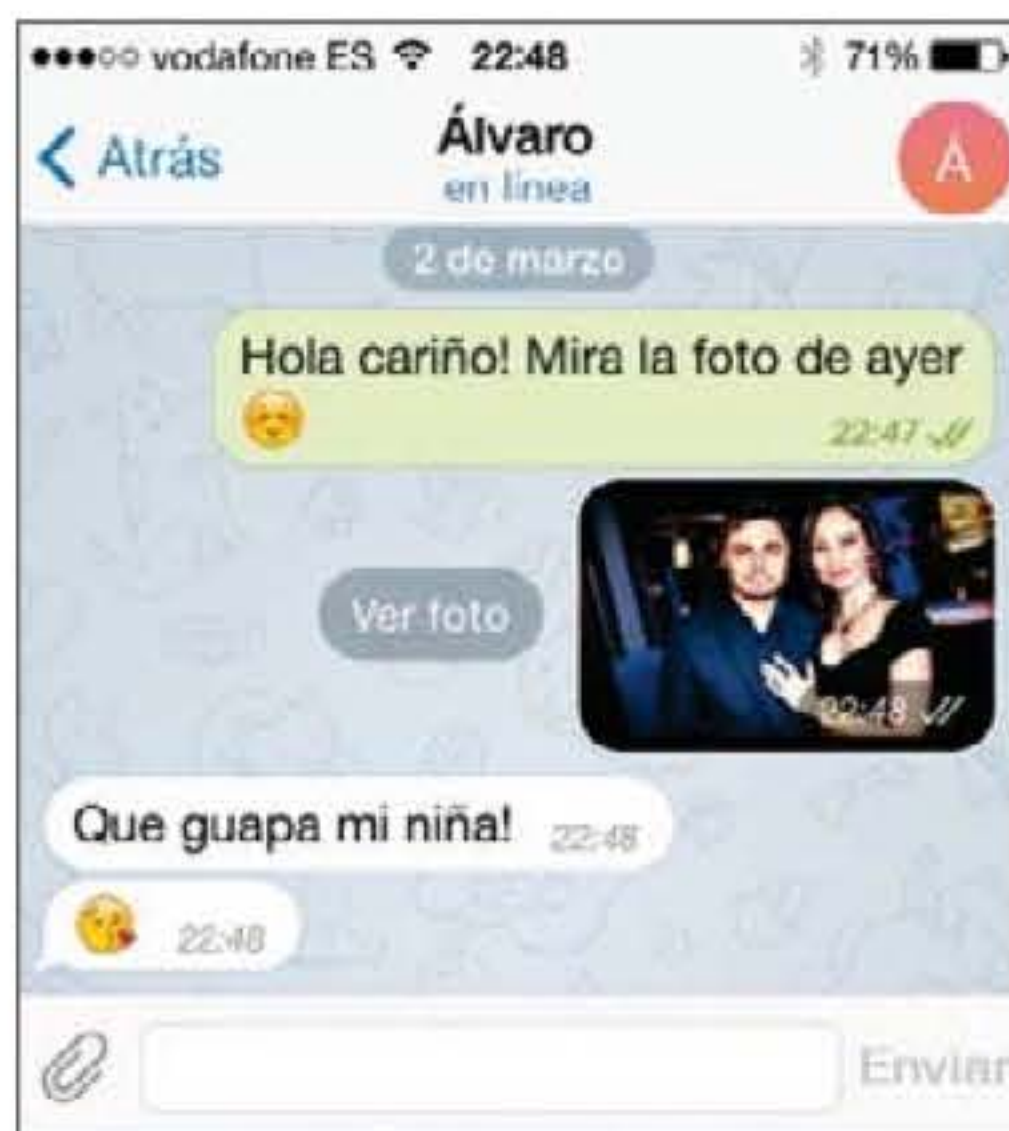 vodafone ES 22:48 71%
Atrás Álvaro A
en línea
2 de marzo
Hola cariño! Mira la foto de ayer
22:47
Ver foto
22:48
Que guapa mi niña! 22:48
22:48
Enviar